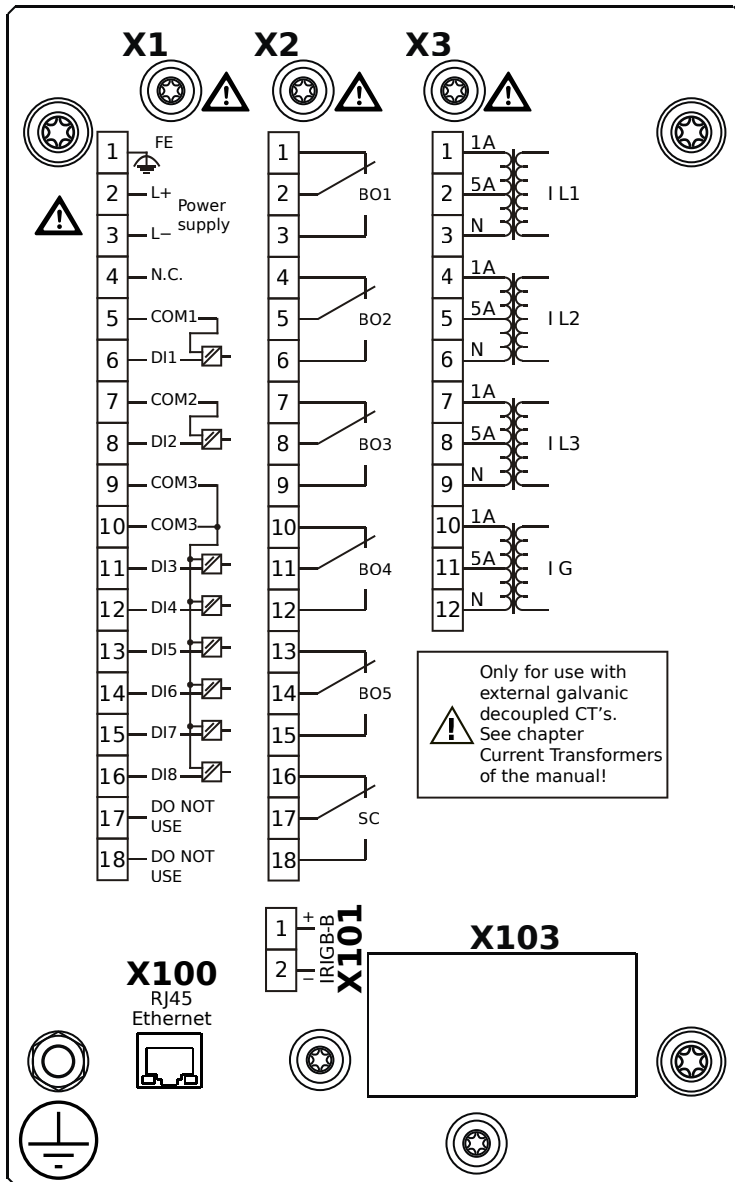 X1 X2 X3
1 FE
2 L+ Power
3 L− supply
4 N.C.
5 COM1
6 DI1
7 COM2
8 DI2
9 COM3
10 COM3
11 DI3
12 DI4
13 DI5
14 DI6
15 DI7
16 DI8
17 DO NOT
USE
18 DO NOT
USE
1
2 BO1
3
4
5 BO2
6
7
8 BO3
9
10
11 BO4
12
13
14 BO5
15
16
17 SC
18
1 1A
2 5A I L1
3 N
4 1A
5 5A I L2
6 N
7 1A
8 5A I L3
9 N
10 1A
11 5A I G
12 N
Only for use with
external galvanic
decoupled CT's.
See chapter
Current Transformers
of the manual!
1 +
2 −
IRIGB-B
X101
X100
RJ45
Ethernet
X103